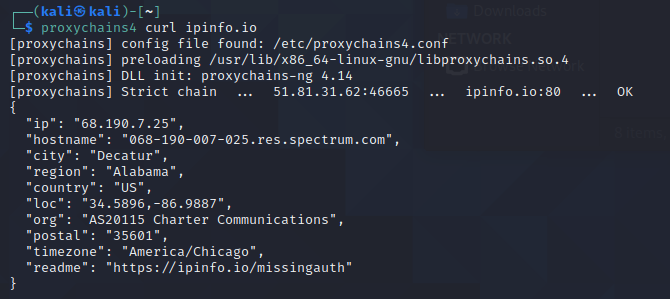 Downloads
NETWORK
┌──(kali㉿kali)-[~]
└─$ proxychains4 curl ipinfo.io
[proxychains] config file found: /etc/proxychains4.conf
[proxychains] preloading /usr/lib/x86_64-linux-gnu/libproxychains.so.4
[proxychains] DLL init: proxychains-ng 4.14
[proxychains] Strict chain  ...  51.81.31.62:46665  ...  ipinfo.io:80  ...  OK
{
  "ip": "68.190.7.25",
  "hostname": "068-190-007-025.res.spectrum.com",
  "city": "Decatur",
  "region": "Alabama",
  "country": "US",
  "loc": "34.5896,-86.9887",
  "org": "AS20115 Charter Communications",
  "postal": "35601",
  "timezone": "America/Chicago",
  "readme": "https://ipinfo.io/missingauth"
}